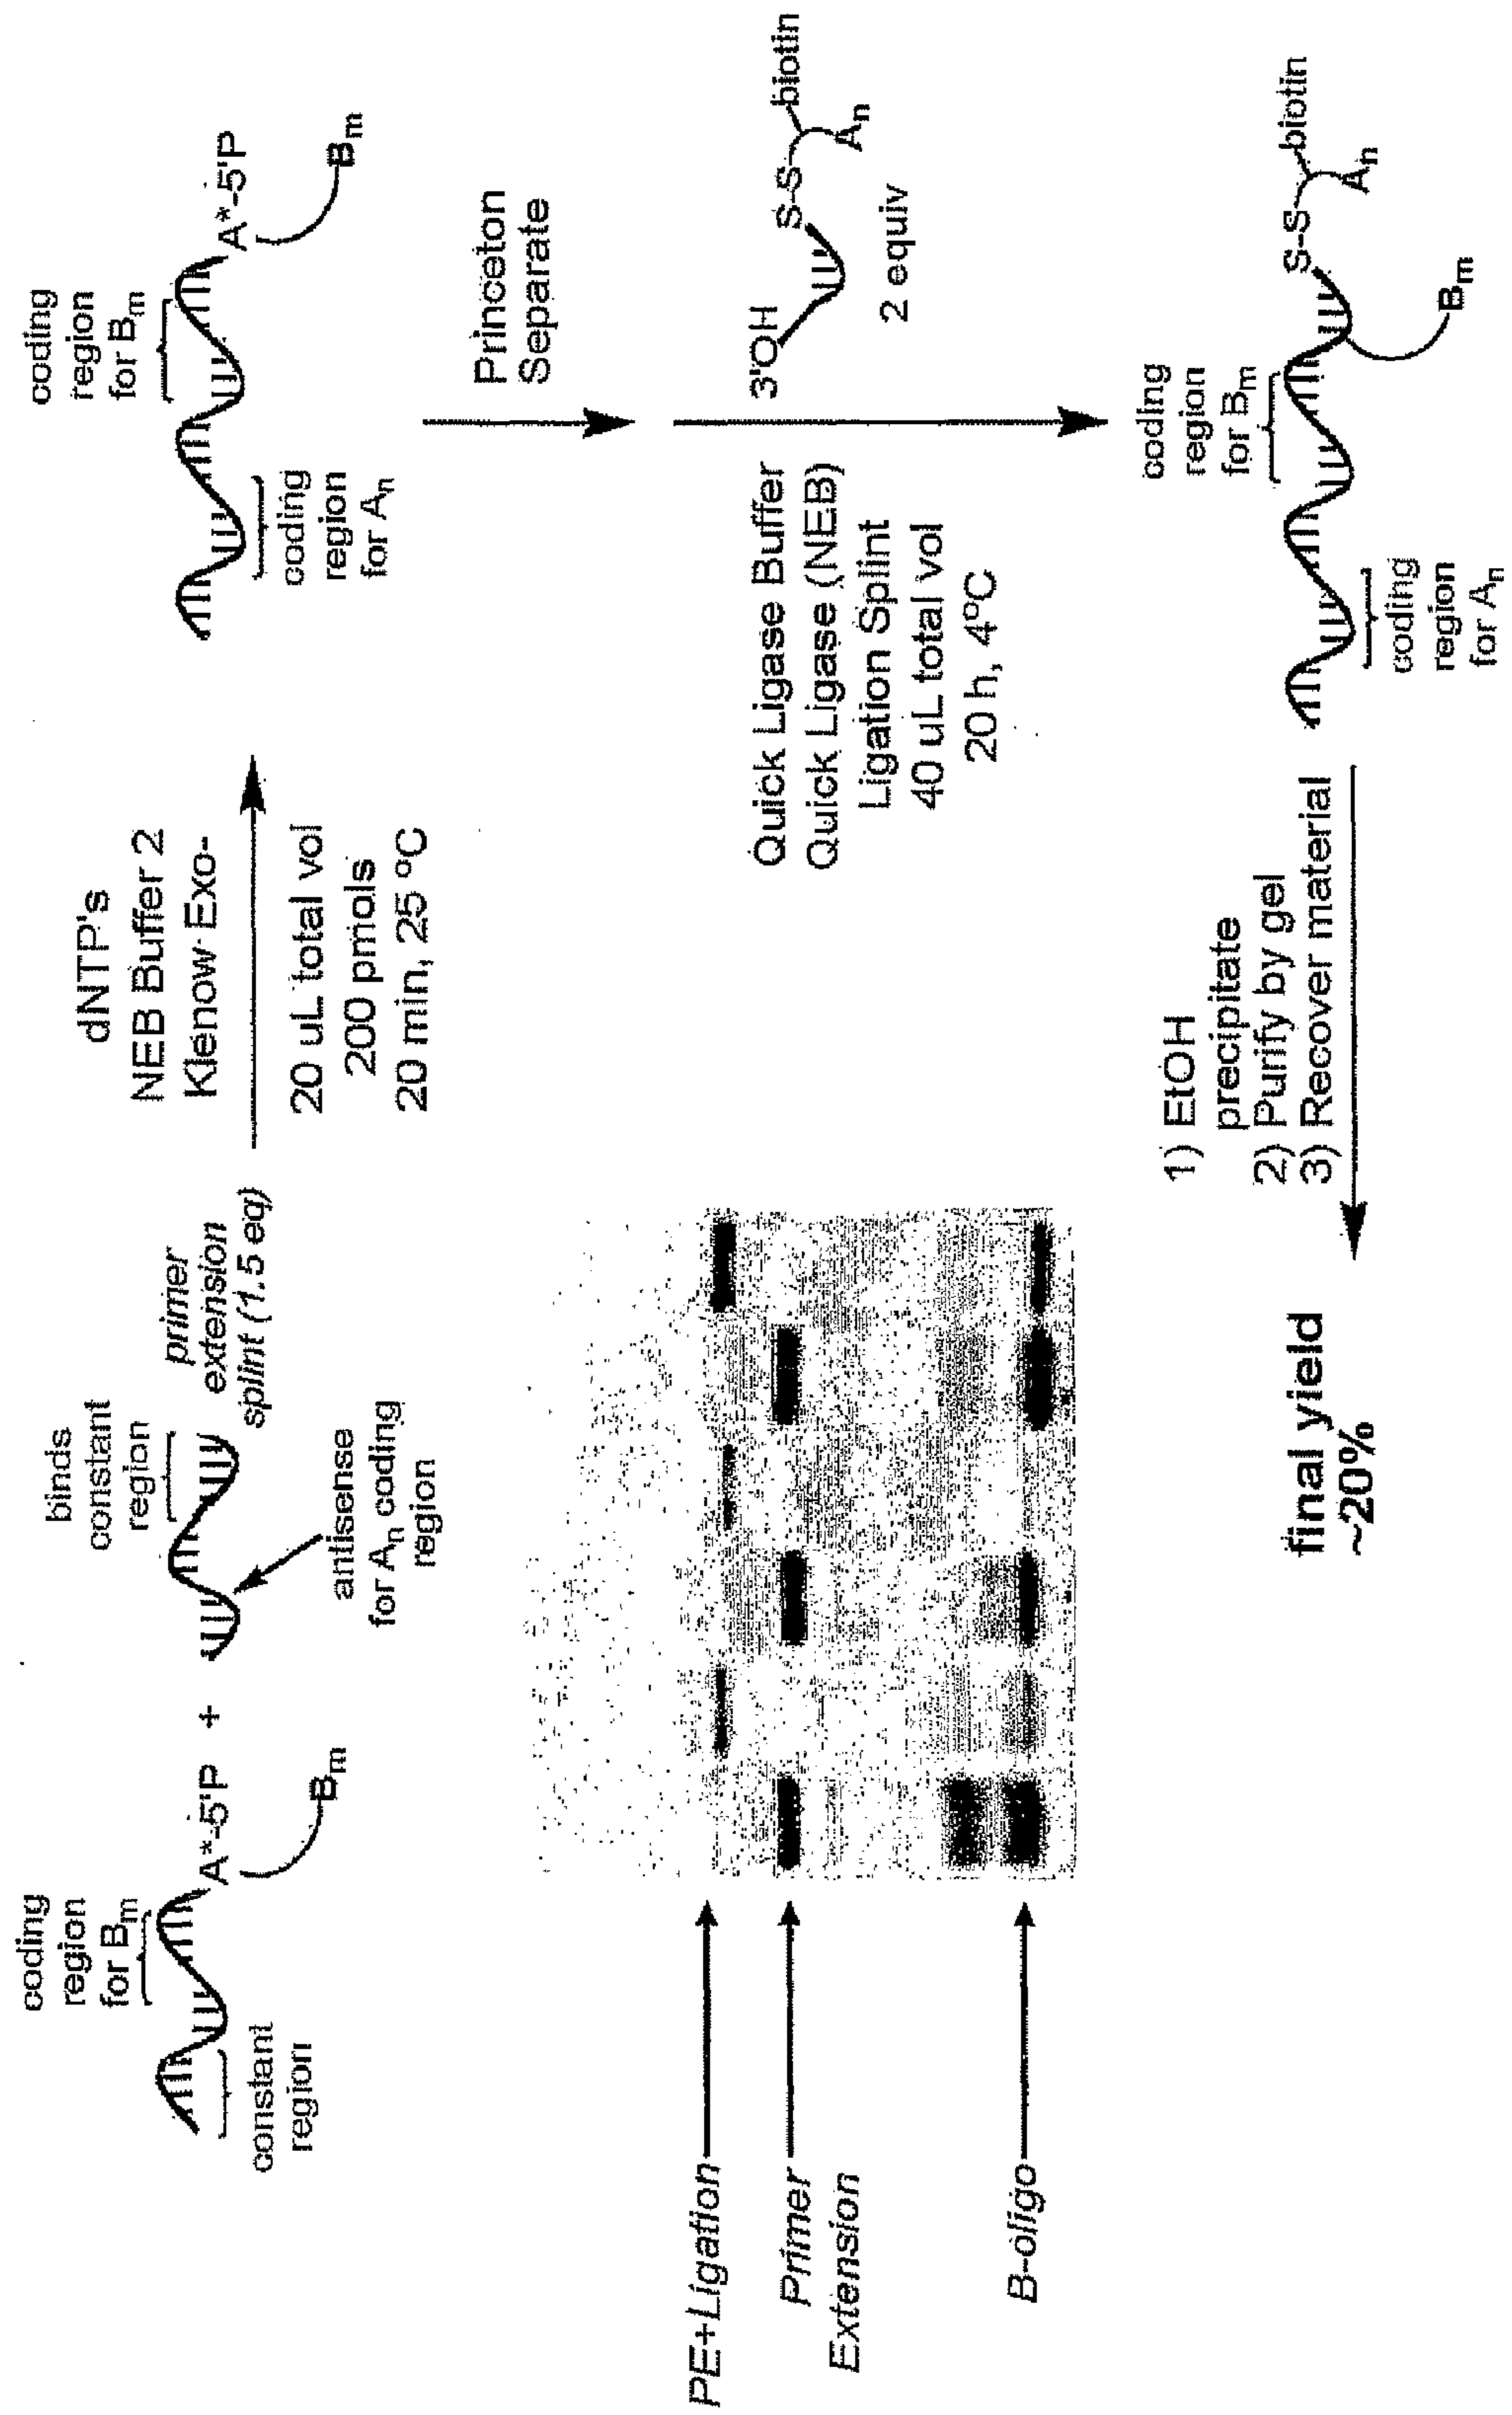 coding
region
for Bm
constant
region
A*-5'P
Bm
+
binds
constant
region
antisense
for An coding
region
primer
extension
splint (1.5 eq)
dNTP's
NEB Buffer 2
Klenow Exo-
20 uL total vol
200 pmols
20 min, 25 ºC
coding
region
for Bm
coding
region
for An
A*-5'P
Bm
Princeton
Separate
Quick Ligase Buffer
Quick Ligase (NEB)
Ligation Splint
40 uL total vol
20 h, 4ºC
3'OH
S-S
biotin
An
2 equiv
coding
region
for Bm
coding
region
for An
S-S
biotin
An
Bm
1) EtOH
precipitate
2) Purify by gel
3) Recover material
final yield
~20%
PE+Ligation
Primer
Extension
B-oligo